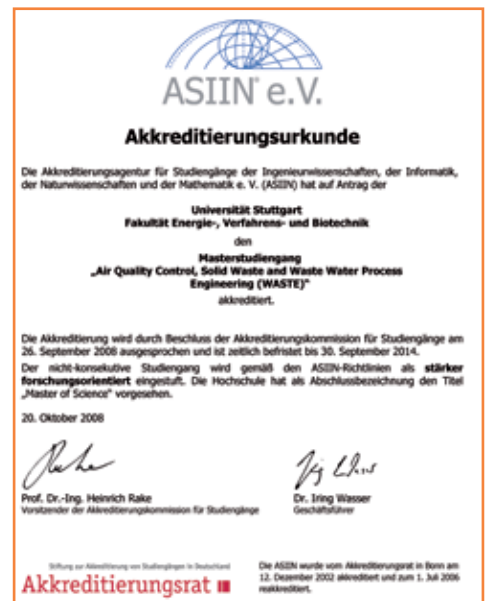 ASIIN e.V.
Akkreditierungsurkunde
Die Akkreditierungsagentur für Studiengänge der Ingenieurwissenschaften, der Informatik,
der Naturwissenschaften und der Mathematik e. V. (ASIIN) hat auf Antrag der
Universität Stuttgart
Fakultät Energie-, Verfahrens- und Biotechnik
den
Masterstudiengang
„Air Quality Control, Solid Waste and Waste Water Process
Engineering (WASTE)"
akkreditiert.
Die Akkreditierung wird durch Beschluss der Akkreditierungskommission für Studiengänge am
26. September 2008 ausgesprochen und ist zeitlich befristet bis 30. September 2014.
Der nicht-konsekutive Studiengang wird gemäß den ASIIN-Richtlinien als stärker
forschungsorientiert eingestuft. Die Hochschule hat als Abschlussbezeichnung den Titel
„Master of Science" vorgesehen.
20. Oktober 2008
Prof. Dr.-Ing. Heinrich Rake
Vorsitzender der Akkreditierungskommission für Studiengänge
Dr. Iring Wasser
Geschäftsführer
Stiftung zur Akkreditierung von Studiengängen in Deutschland
Akkreditierungsrat
Die ASIIN wurde vom Akkreditierungsrat in Bonn am
12. Dezember 2002 akkreditiert und zum 1. Juli 2006
reakkreditiert.